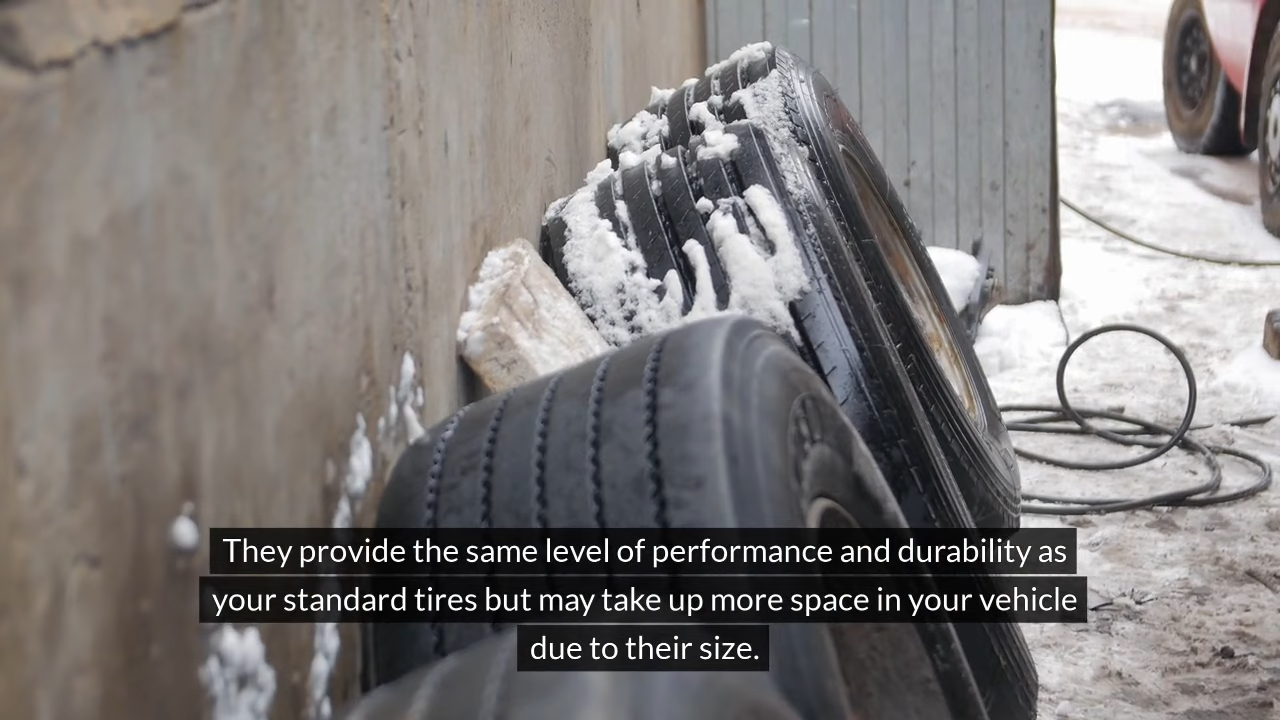 They provide the same level of performance and durability as
your standard tires but may take up more space in your vehicle
due to their size.